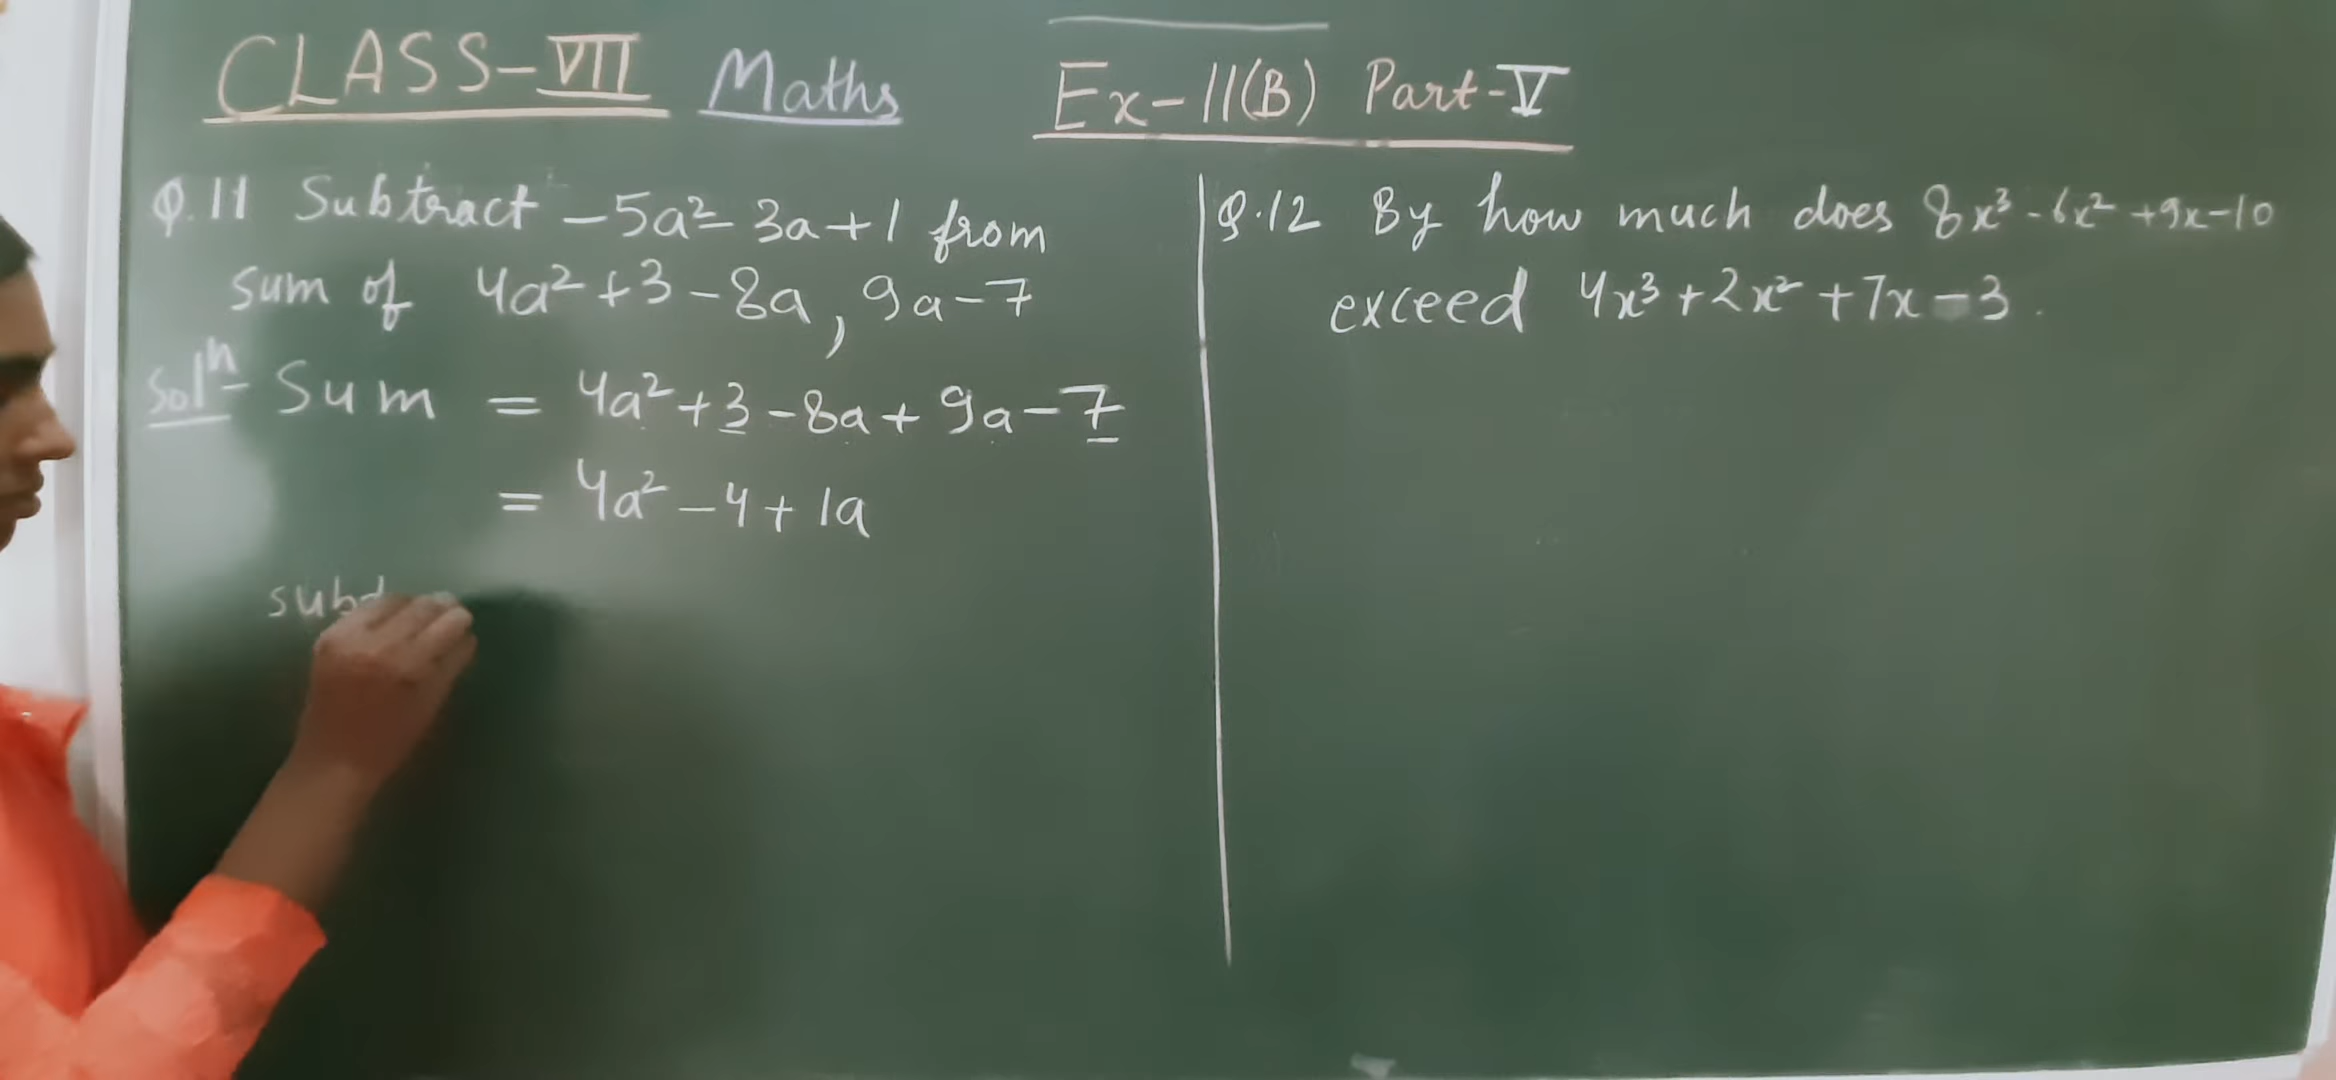 CLASS-VII Maths Ex-11(B) Part-V
Q.11 Subtract -5a²-3a+1 from
sum of 4a²+3-8a, 9a-7
Solⁿ- Sum = 4a²+3-8a+9a-7
= 4a²-4+1a
Q.12 By how much does 8x³-6x²+9x-10
exceed 4x³+2x²+7x-3.